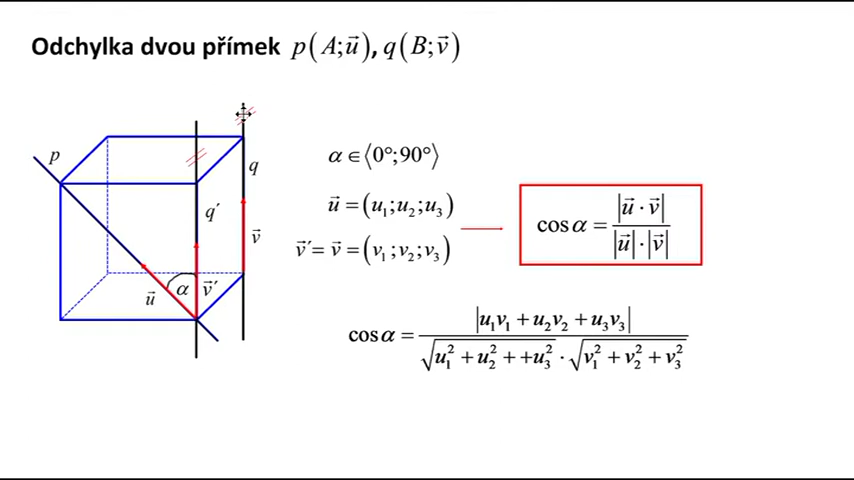 Odchylka dvou přímek p(A;u⃗), q(B;v⃗)
p
q
q´
v⃗
u⃗
α
v⃗´
α ∈ ⟨0°;90°⟩
u⃗ = (u₁;u₂;u₃)
v⃗´= v⃗ = (v₁;v₂;v₃)
cos α = |u⃗ · v⃗| / |u⃗| · |v⃗|
cos α = |u₁v₁ + u₂v₂ + u₃v₃| / √(u₁² + u₂² + +u₃²) · √(v₁² + v₂² + v₃²)